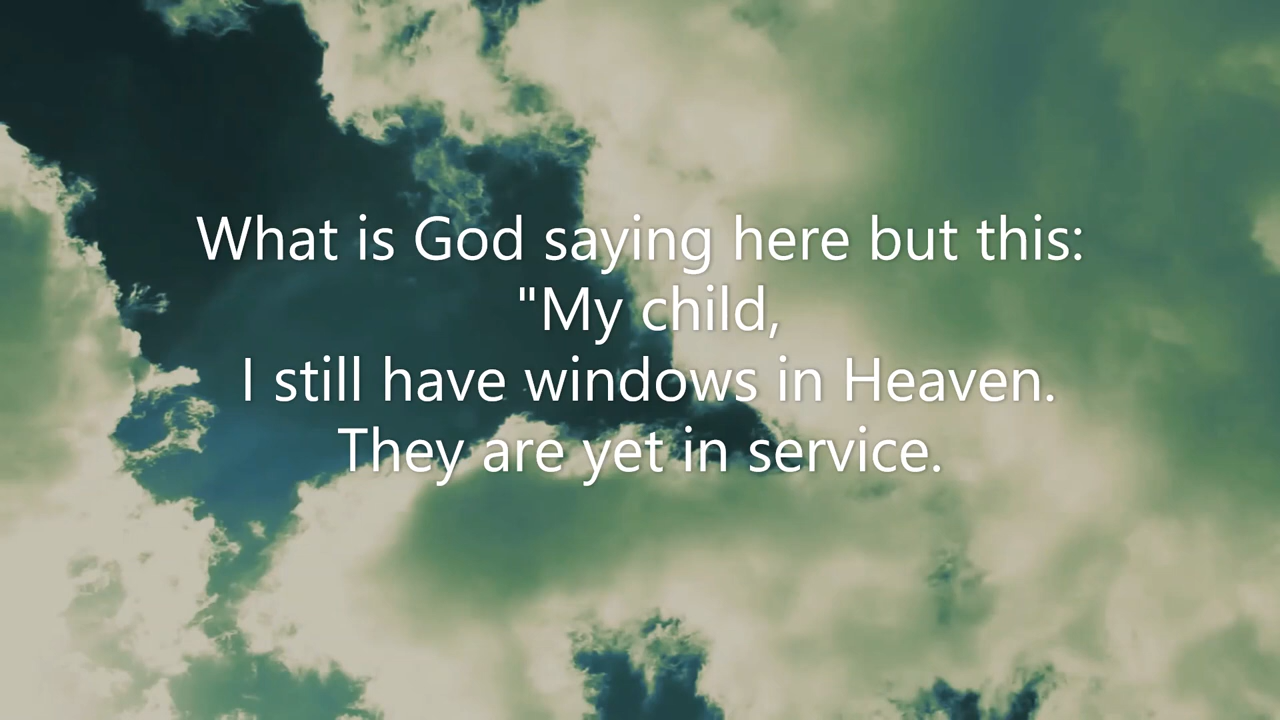 What is God saying here but this:
"My child,
I still have windows in Heaven.
They are yet in service.